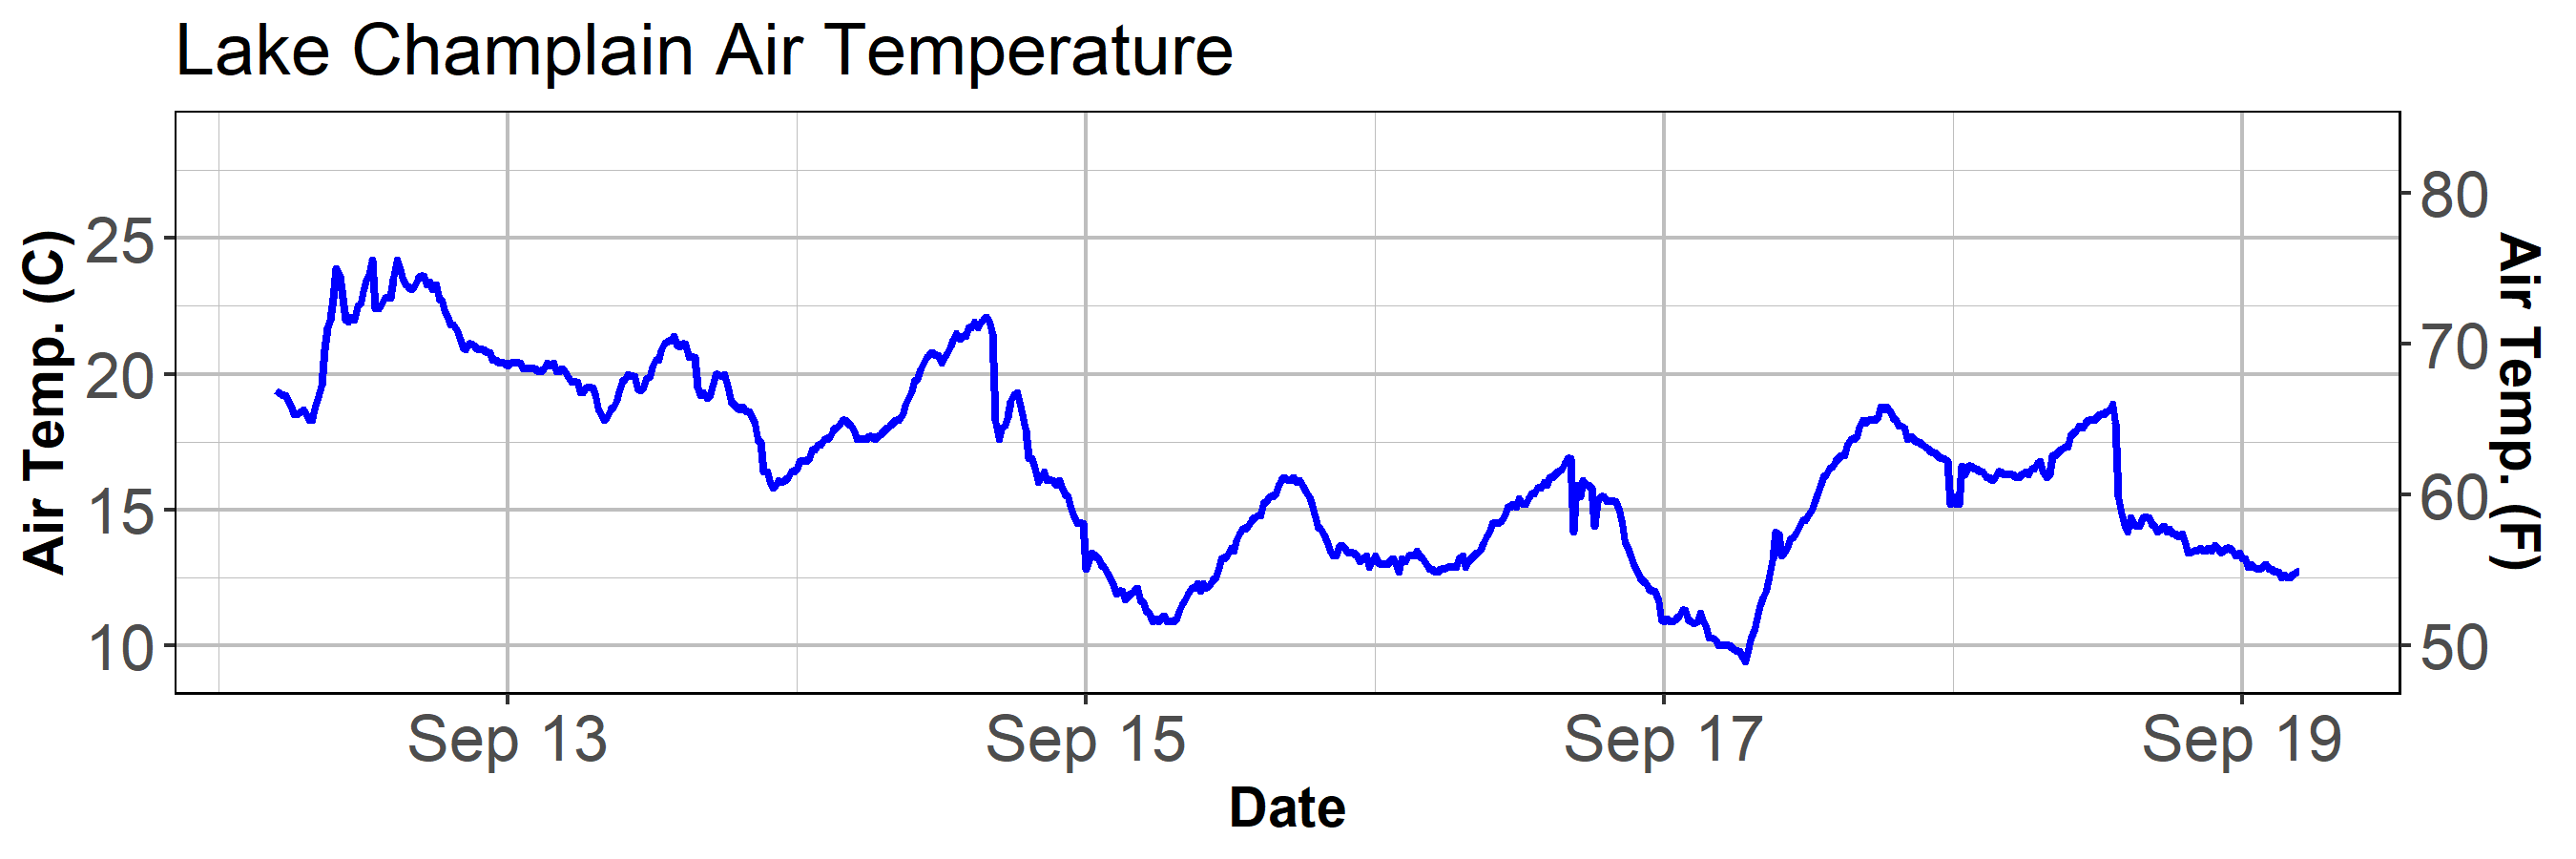 Lake Champlain Air Temperature
Air Temp. (C)
25
20
15
10
80
70
60
50
Air Temp. (F)
Sep 13 Sep 15 Sep 17 Sep 19
Date